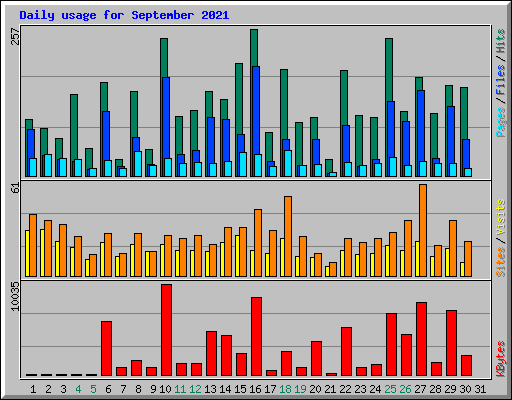 Daily usage for September 2021
257
Pages / Files / Hits
61
Sites / Visits
10035
KBytes
1 2 3 4 5 6 7 8 9 10 11 12 13 14 15 16 17 18 19 20 21 22 23 24 25 26 27 28 29 30 31